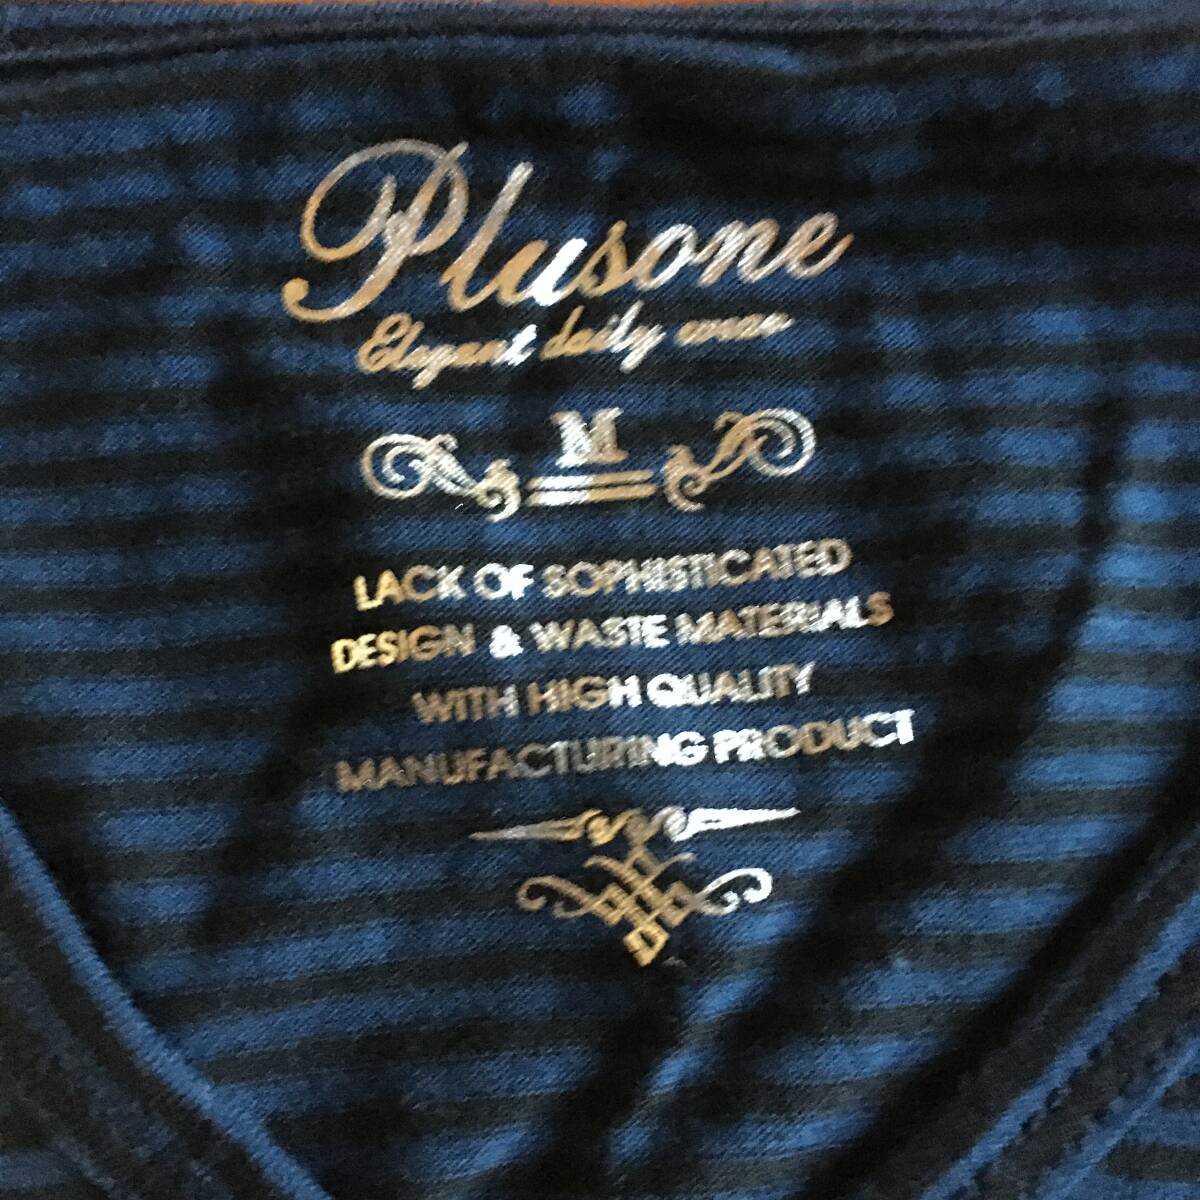 Plusone
Elegant daily wear
M
LACK OF SOPHISTICATED
DESIGN & WASTE MATERIALS
WITH HIGH QUALITY
MANUFACTURING PRODUCT